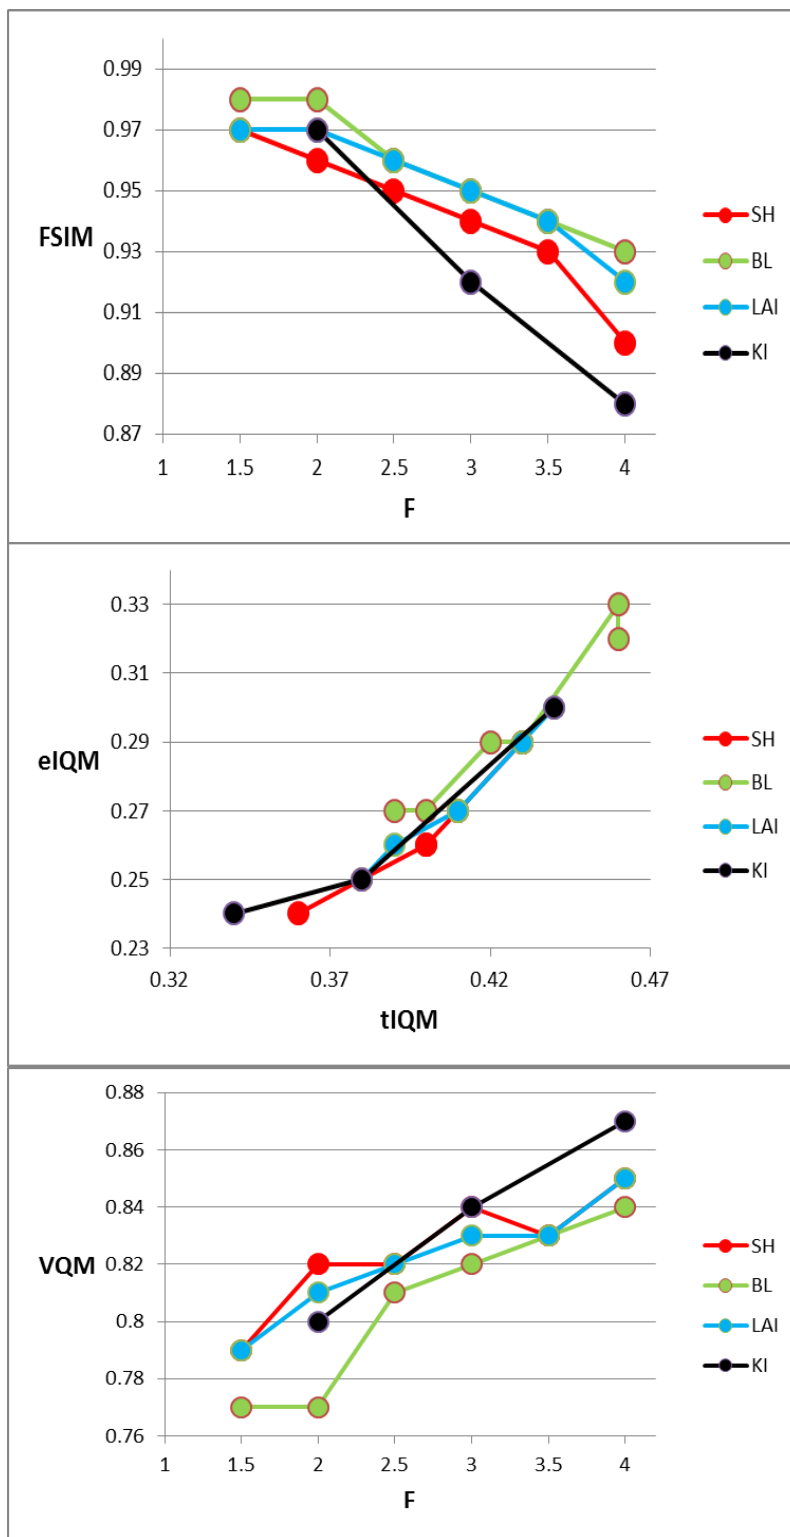 0.99
0.97
0.95
0.93
0.91
0.89
0.87
FSIM
1 1.5 2 2.5 3 3.5 4
F
SH
BL
LAI
KI
0.33
0.31
0.29
0.27
0.25
0.23
eIQM
0.32 0.37 0.42 0.47
tIQM
SH
BL
LAI
KI
0.88
0.86
0.84
0.82
0.8
0.78
0.76
VQM
1 1.5 2 2.5 3 3.5 4
F
SH
BL
LAI
KI